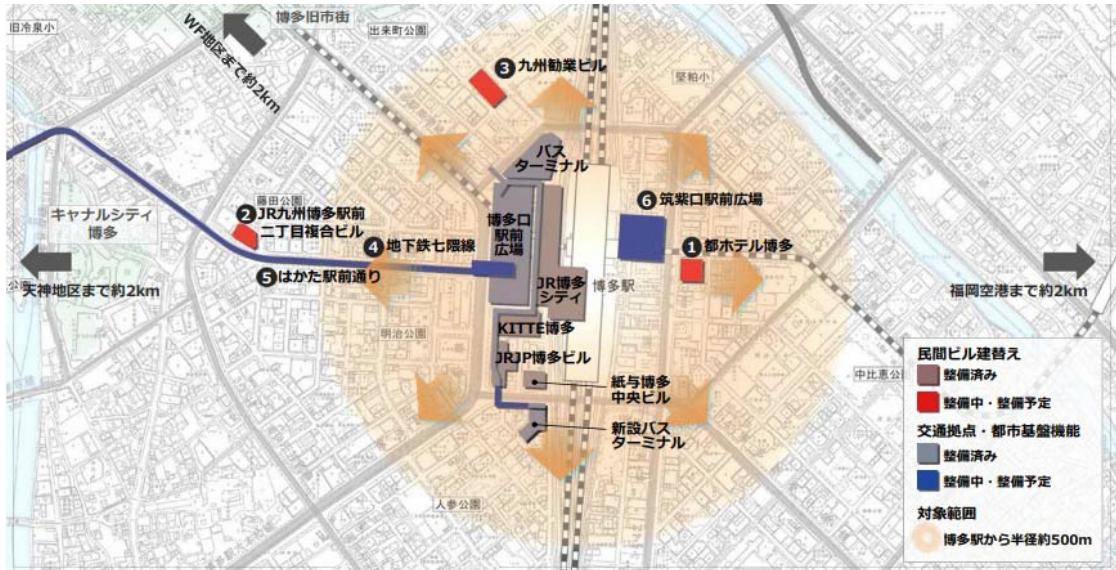 旧冷泉小
博多旧市街
出来町公園
WF地区まで約2km
❸九州勧業ビル
堅粕小
バス
ターミナル
藤田公園
キャナルシティ
博多
❷JR九州博多駅前
二丁目複合ビル
博多口
駅前
広場
❻筑紫口駅前広場
❹地下鉄七隈線
❶都ホテル博多
❺はかた駅前通り
JR博多
シティ
博多駅
天神地区まで約2km
福岡空港まで約2km
明治公園
KITTE博多
JRJP博多ビル
紙与博多
中央ビル
中比恵公園
新設バス
ターミナル
人参公園
民間ビル建替え
整備済み
整備中・整備予定
交通拠点・都市基盤機能
整備済み
整備中・整備予定
対象範囲
博多駅から半径約500m